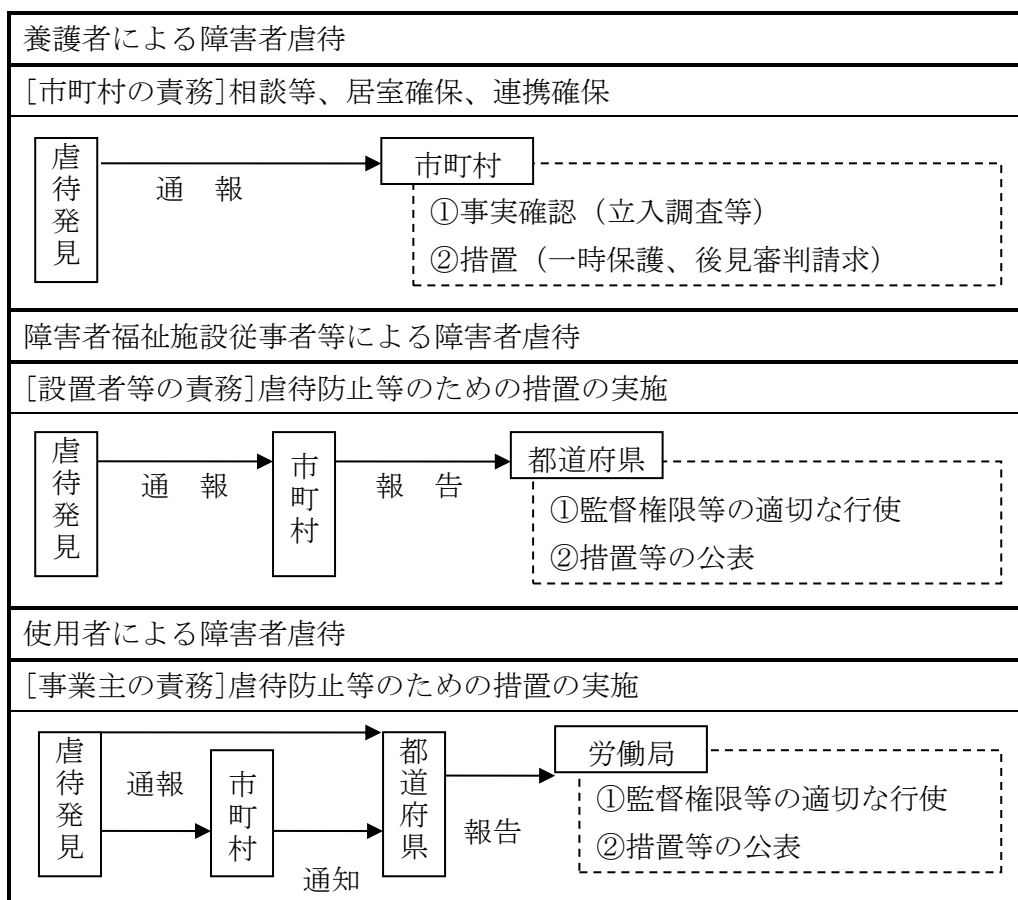 養護者による障害者虐待
[市町村の責務]相談等、居室確保、連携確保
虐待発見
通 報
市町村
①事実確認（立入調査等）
②措置（一時保護、後見審判請求）
障害者福祉施設従事者等による障害者虐待
[設置者等の責務]虐待防止等のための措置の実施
虐待発見
通 報
市町村
報 告
都道府県
①監督権限等の適切な行使
②措置等の公表
使用者による障害者虐待
[事業主の責務]虐待防止等のための措置の実施
虐待発見
通報
市町村
通知
都道府県
報告
労働局
①監督権限等の適切な行使
②措置等の公表